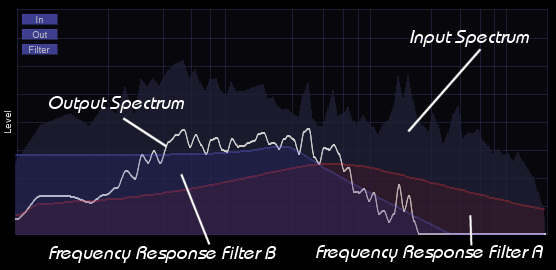 In
Out
Filter
Input Spectrum
Output Spectrum
Level
Frequency Response Filter B
Frequency Response Filter A